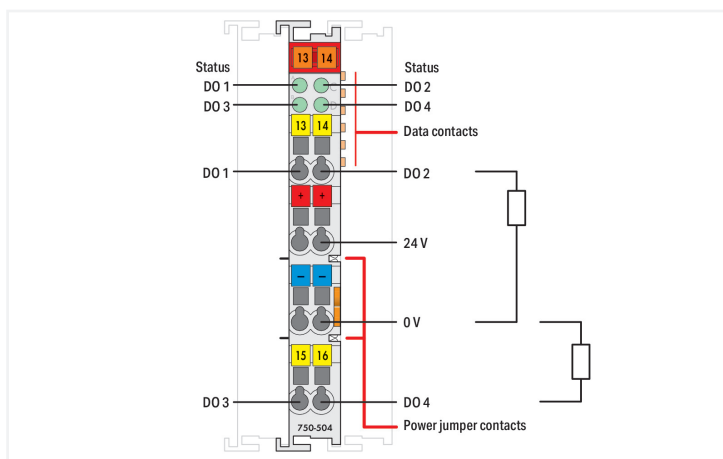 13 14
Status
Status
DO 1
DO 2
DO 3
DO 4
13 14
Data contacts
DO 1
DO 2
+ +
24 V
– –
0 V
15 16
DO 3
DO 4
750-504
Power jumper contacts